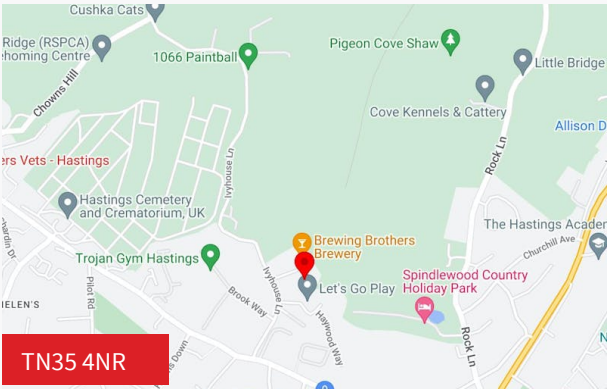 Cushka Cats
Ridge (RSPCA)
ehoming Centre
1066 Paintball
Pigeon Cove Shaw
Little Bridge
Chowns Hill
Cove Kennels & Cattery
Allison D
Rock Ln
ers Vets - Hastings
Ivyhouse Ln
Hastings Cemetery
and Crematorium, UK
The Hastings Acader
Churchill Ave
Brewing Brothers
Brewery
Trojan Gym Hastings
Ivyhouse Ln
Let's Go Play
Spindlewood Country
Holiday Park
Pilot Rd
Brook Way
Haywood Way
IELEN'S
Rock Ln
TN35 4NR